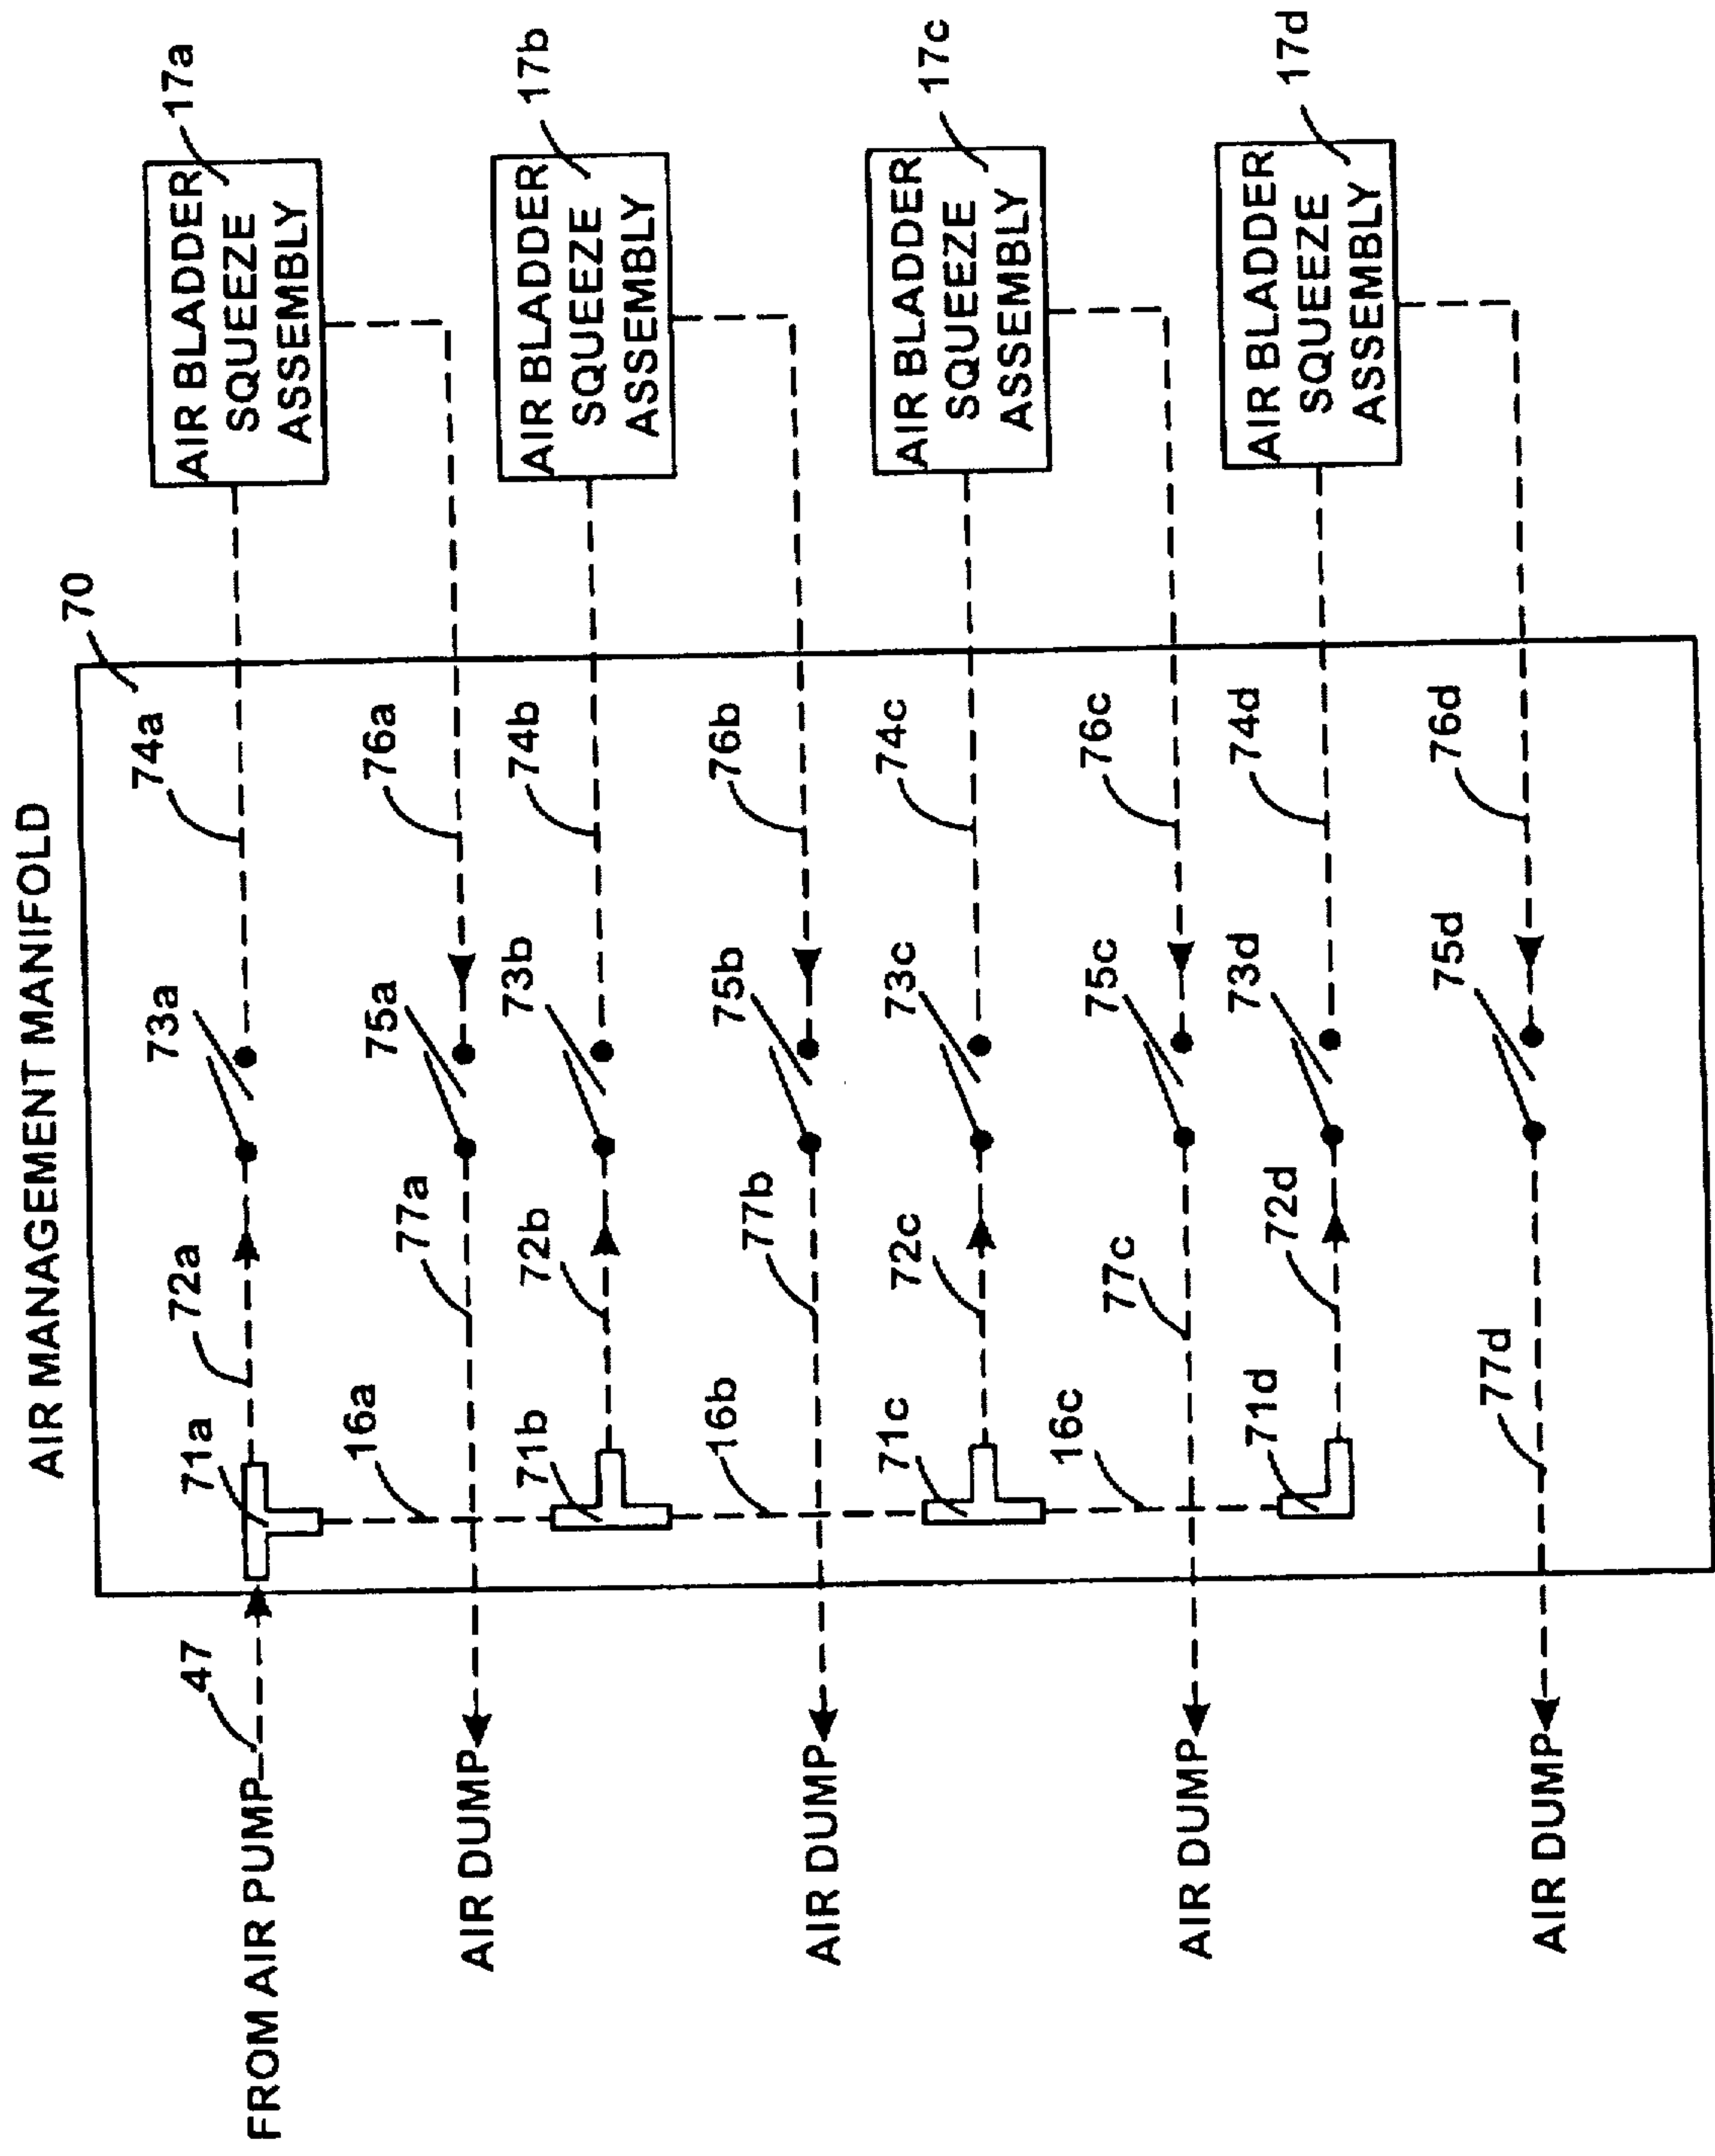 AIR MANAGEMENT MANIFOLD
70
FROM AIR PUMP
47
71a
72a
73a
74a
AIR BLADDER
SQUEEZE
ASSEMBLY
17a
16a
AIR DUMP
77a
75a
76a
71b
72b
73b
74b
AIR BLADDER
SQUEEZE
ASSEMBLY
17b
16b
AIR DUMP
77b
75b
76b
71c
72c
73c
74c
AIR BLADDER
SQUEEZE
ASSEMBLY
17c
16c
AIR DUMP
77c
75c
76c
71d
72d
73d
74d
AIR BLADDER
SQUEEZE
ASSEMBLY
17d
AIR DUMP
77d
75d
76d